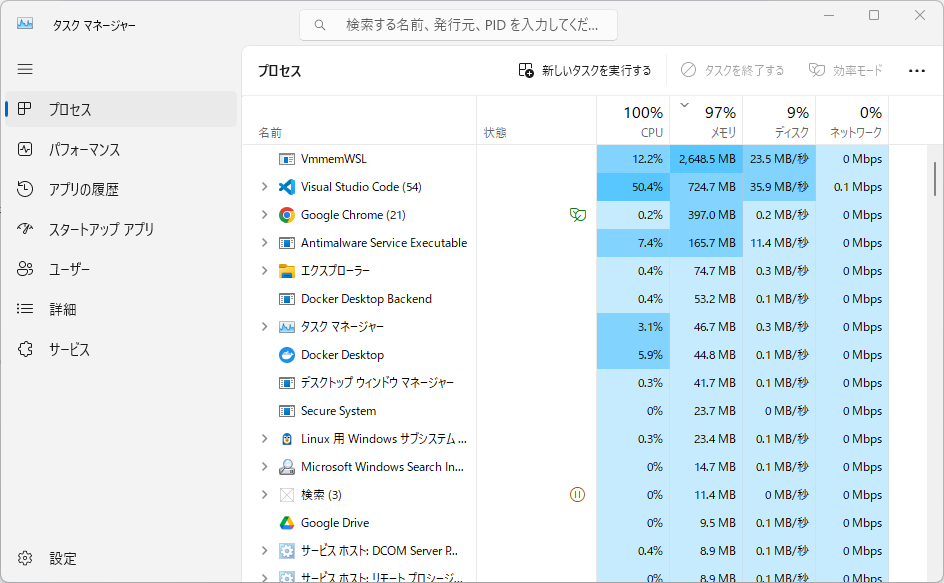 タスク マネージャー
検索する名前、発行元、PID を入力してくだ...
プロセス
パフォーマンス
アプリの履歴
スタートアップ アプリ
ユーザー
詳細
サービス
設定
プロセス
新しいタスクを実行する
タスクを終了する
効率モード
100% 97% 9% 0%
名前 状態 CPU メモリ ディスク ネットワーク
VmmemWSL 12.2% 2,648.5 MB 23.5 MB/秒 0 Mbps
Visual Studio Code (54) 50.4% 724.7 MB 35.9 MB/秒 0.1 Mbps
Google Chrome (21) 0.2% 397.0 MB 0.2 MB/秒 0 Mbps
Antimalware Service Executable 7.4% 165.7 MB 11.4 MB/秒 0 Mbps
エクスプローラー 0.4% 74.7 MB 0.3 MB/秒 0 Mbps
Docker Desktop Backend 0.4% 53.2 MB 0.1 MB/秒 0 Mbps
タスク マネージャー 3.1% 46.7 MB 0.3 MB/秒 0 Mbps
Docker Desktop 5.9% 44.8 MB 0.1 MB/秒 0 Mbps
デスクトップ ウィンドウ マネージャー 0.3% 41.7 MB 0.1 MB/秒 0 Mbps
Secure System 0% 23.7 MB 0 MB/秒 0 Mbps
Linux 用 Windows サブシステム ... 0.3% 23.4 MB 0.1 MB/秒 0 Mbps
Microsoft Windows Search In... 0% 14.7 MB 0.1 MB/秒 0 Mbps
検索 (3) 0% 11.4 MB 0 MB/秒 0 Mbps
Google Drive 0% 9.5 MB 0.1 MB/秒 0 Mbps
サービス ホスト: DCOM Server P... 0.4% 8.9 MB 0.1 MB/秒 0 Mbps
サービス ホスト: リモート プロシージ... 0% 8.9 MB 0.1 MB/秒 0 Mbps